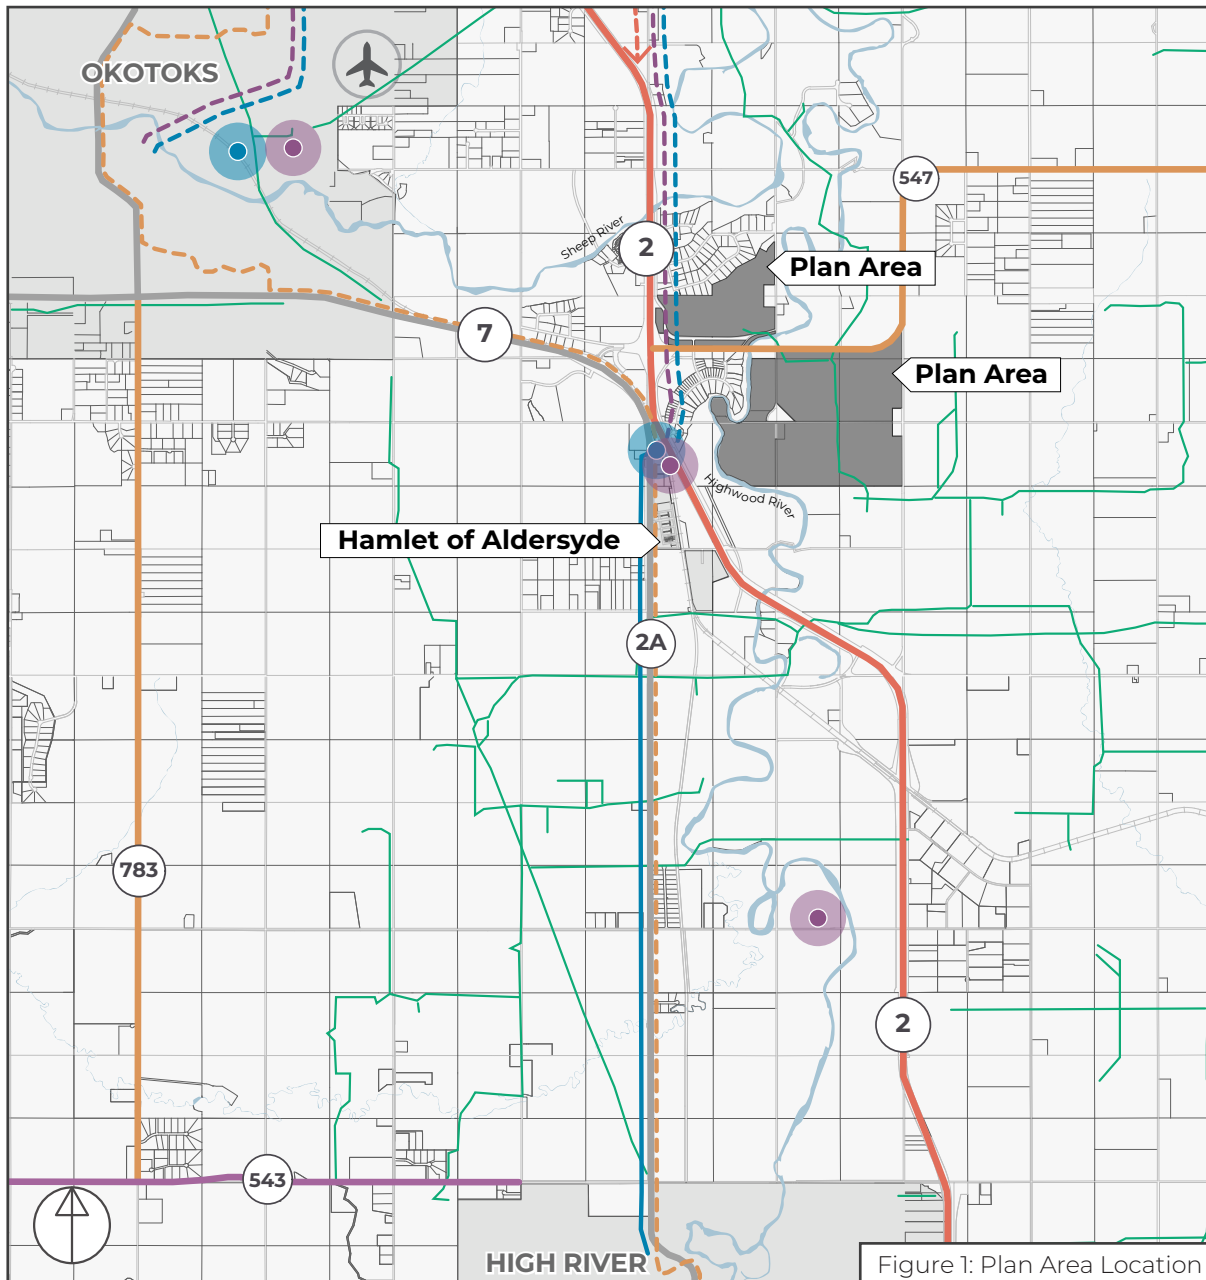 OKOTOKS
547
Sheep River
2
Plan Area
7
Plan Area
Highwood River
Hamlet of Aldersyde
2A
783
2
543
HIGH RIVER
Figure 1: Plan Area Location